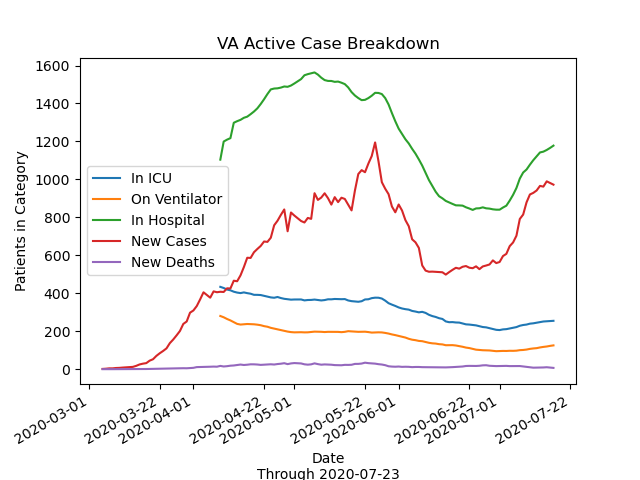 VA Active Case Breakdown
Patients in Category
1600
1400
1200
1000
800
600
400
200
0
In ICU
On Ventilator
In Hospital
New Cases
New Deaths
2020-03-01
2020-03-22
2020-04-01
2020-04-22
2020-05-01
2020-05-22
2020-06-01
2020-06-22
2020-07-01
2020-07-22
Date
Through 2020-07-23